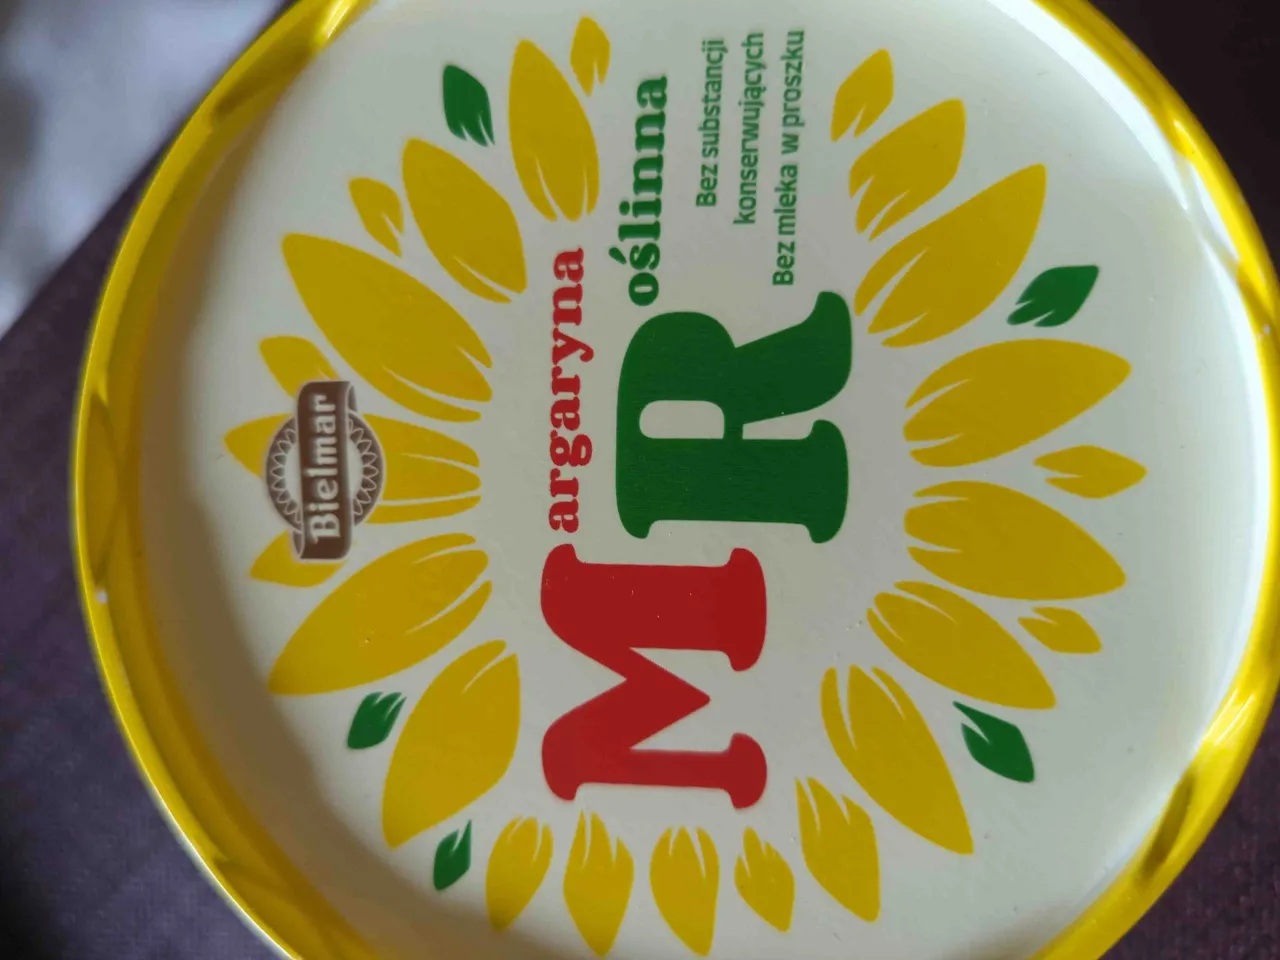 Bielmar
Margaryna
Roślinna
Bez substancji
konserwujących
Bez mleka w proszku